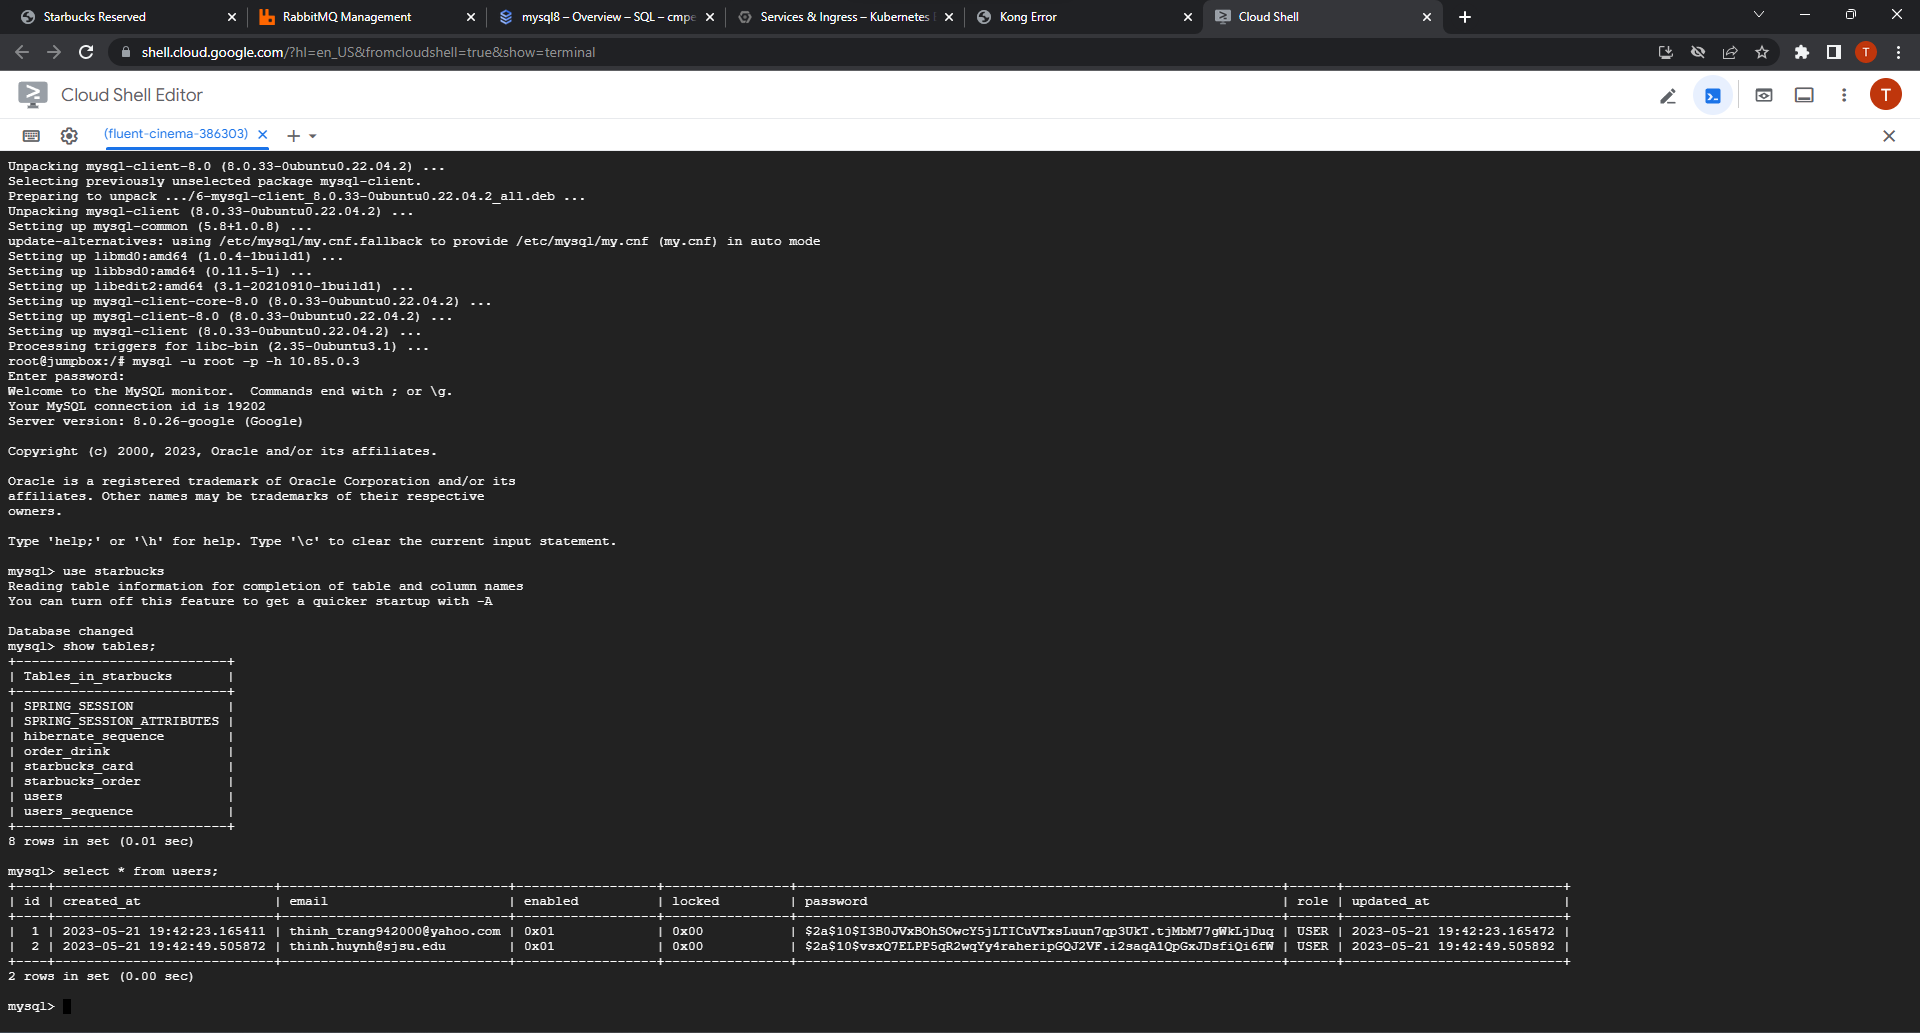 Starbucks Reserved
RabbitMQ Management
mysql8 – Overview – SQL – cmpe
Services & Ingress – Kubernetes
Kong Error
Cloud Shell
shell.cloud.google.com/?hl=en_US&fromcloudshell=true&show=terminal
T
Cloud Shell Editor
T
(fluent-cinema-386303)
Unpacking mysql-client-8.0 (8.0.33-0ubuntu0.22.04.2) ...
Selecting previously unselected package mysql-client.
Preparing to unpack .../6-mysql-client_8.0.33-0ubuntu0.22.04.2_all.deb ...
Unpacking mysql-client (8.0.33-0ubuntu0.22.04.2) ...
Setting up mysql-common (5.8+1.0.8) ...
update-alternatives: using /etc/mysql/my.cnf.fallback to provide /etc/mysql/my.cnf (my.cnf) in auto mode
Setting up libmd0:amd64 (1.0.4-1build1) ...
Setting up libbsd0:amd64 (0.11.5-1) ...
Setting up libedit2:amd64 (3.1-20210910-1build1) ...
Setting up mysql-client-core-8.0 (8.0.33-0ubuntu0.22.04.2) ...
Setting up mysql-client-8.0 (8.0.33-0ubuntu0.22.04.2) ...
Setting up mysql-client (8.0.33-0ubuntu0.22.04.2) ...
Processing triggers for libc-bin (2.35-0ubuntu3.1) ...
root@jumpbox:/# mysql -u root -p -h 10.85.0.3
Enter password:
Welcome to the MySQL monitor.  Commands end with ; or \g.
Your MySQL connection id is 19202
Server version: 8.0.26-google (Google)
Copyright (c) 2000, 2023, Oracle and/or its affiliates.
Oracle is a registered trademark of Oracle Corporation and/or its
affiliates. Other names may be trademarks of their respective
owners.
Type 'help;' or '\h' for help. Type '\c' to clear the current input statement.
mysql> use starbucks
Reading table information for completion of table and column names
You can turn off this feature to get a quicker startup with -A
Database changed
mysql> show tables;
+---------------------------+
| Tables_in_starbucks       |
+---------------------------+
| SPRING_SESSION            |
| SPRING_SESSION_ATTRIBUTES |
| hibernate_sequence        |
| order_drink               |
| starbucks_card            |
| starbucks_order           |
| users                     |
| users_sequence            |
+---------------------------+
8 rows in set (0.01 sec)
mysql> select * from users;
| id | created_at | email | enabled | locked | password | role | updated_at |
| 1 | 2023-05-21 19:42:23.165411 | thinh_trang942000@yahoo.com | 0x01 | 0x00 | $2a$10$I3B0JVxBOhSOwcY5jLTICuVTxsLuun7qp3UkT.tjMbM77gWkLjDuq | USER | 2023-05-21 19:42:23.165472 |
| 2 | 2023-05-21 19:42:49.505872 | thinh.huynh@sjsu.edu | 0x01 | 0x00 | $2a$10$vsxQ7ELPP5qR2wqYy4raheripGQJ2VF.i2saqA1QpGxJDsfiQi6fW | USER | 2023-05-21 19:42:49.505892 |
2 rows in set (0.00 sec)
mysql>